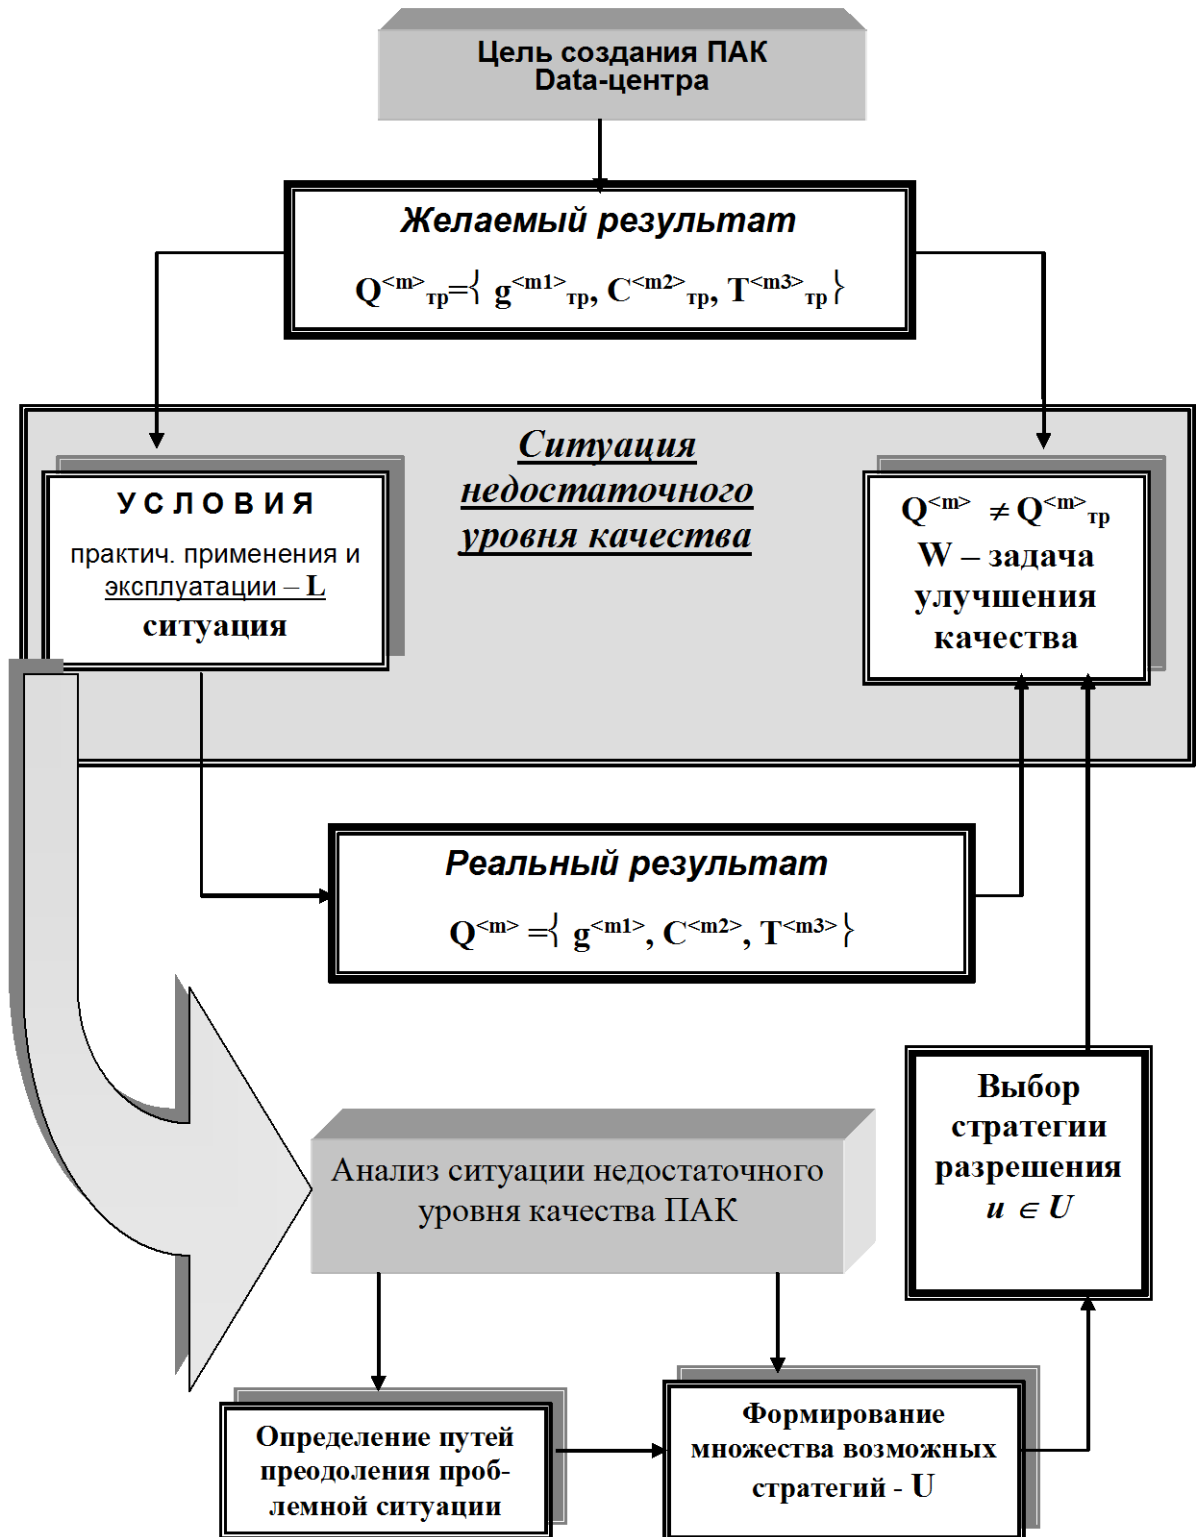 Цель создания ПАК
Data-центра
Желаемый результат
Q<m>тр={ g<m1>тр, C<m2>тр, T<m3>тр}
Ситуация
недостаточного
уровня качества
У С Л О В И Я
практич. применения и
эксплуатации – L
ситуация
Q<m> ≠ Q<m>тр
W – задача
улучшения
качества
Реальный результат
Q<m> ={ g<m1>, C<m2>, T<m3>}
Анализ ситуации недостаточного
уровня качества ПАК
Выбор
стратегии
разрешения
u ∈ U
Определение путей
преодоления проб-
лемной ситуации
Формирование
множества возможных
стратегий - U